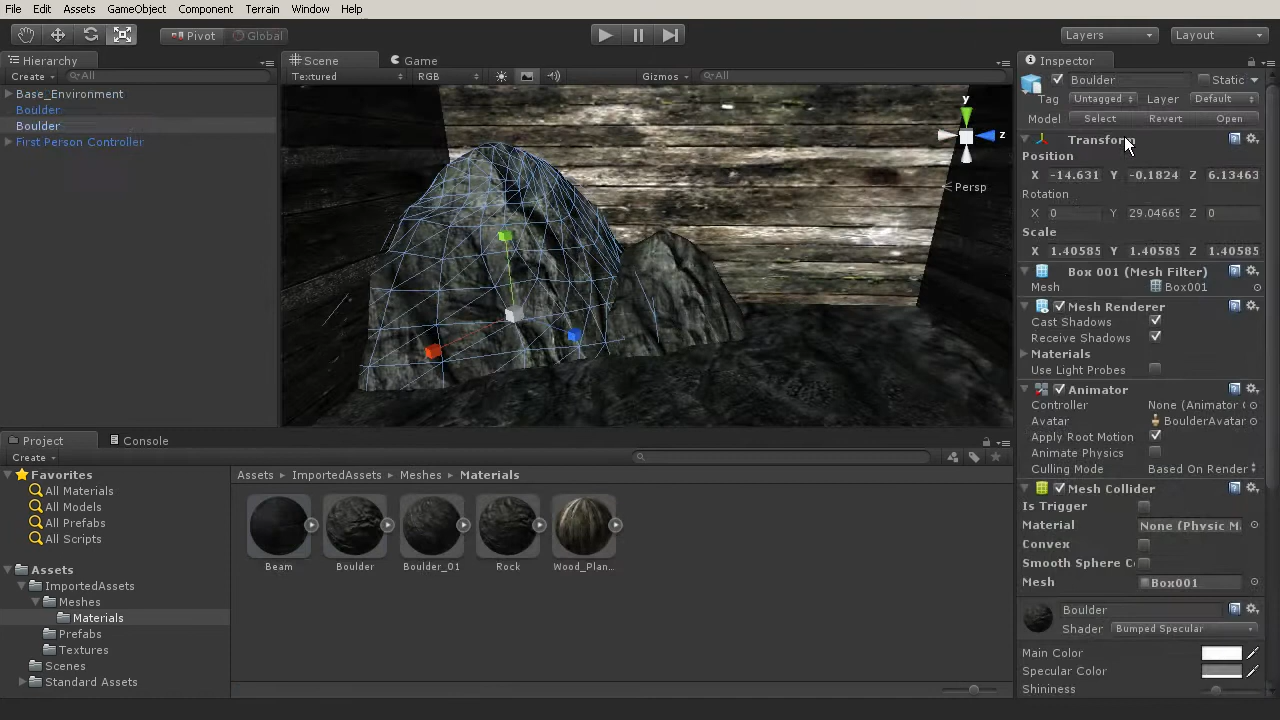 File Edit Assets GameObject Component Terrain Window Help
Pivot Global Layers Layout
Hierarchy Scene Game Inspector
Create All Textured RGB Gizmos All
Boulder Static
Base_Environment
Boulder
Boulder
First Person Controller
Tag Untagged Layer Default
Model Select Revert Open
y
z
Persp
Transform
Position
X -14.631 Y -0.1824 Z 6.13463
Rotation
X 0 Y 29.04665 Z 0
Scale
X 1.40585 Y 1.40585 Z 1.40585
Box 001 (Mesh Filter)
Mesh Box001
Mesh Renderer
Cast Shadows
Receive Shadows
Materials
Use Light Probes
Animator
Controller None (Animator (
Avatar BoulderAvatar
Apply Root Motion
Animate Physics
Culling Mode Based On Render
Mesh Collider
Is Trigger
Material None (Physic M.
Convex
Smooth Sphere C
Mesh Box001
Boulder
Shader Bumped Specular
Main Color
Specular Color
Shininess
Project Console
Create
Favorites
All Materials
All Models
All Prefabs
All Scripts
Assets
ImportedAssets
Meshes
Materials
Prefabs
Textures
Scenes
Standard Assets
Assets ImportedAssets Meshes Materials
Beam Boulder Boulder_01 Rock Wood_Plan...